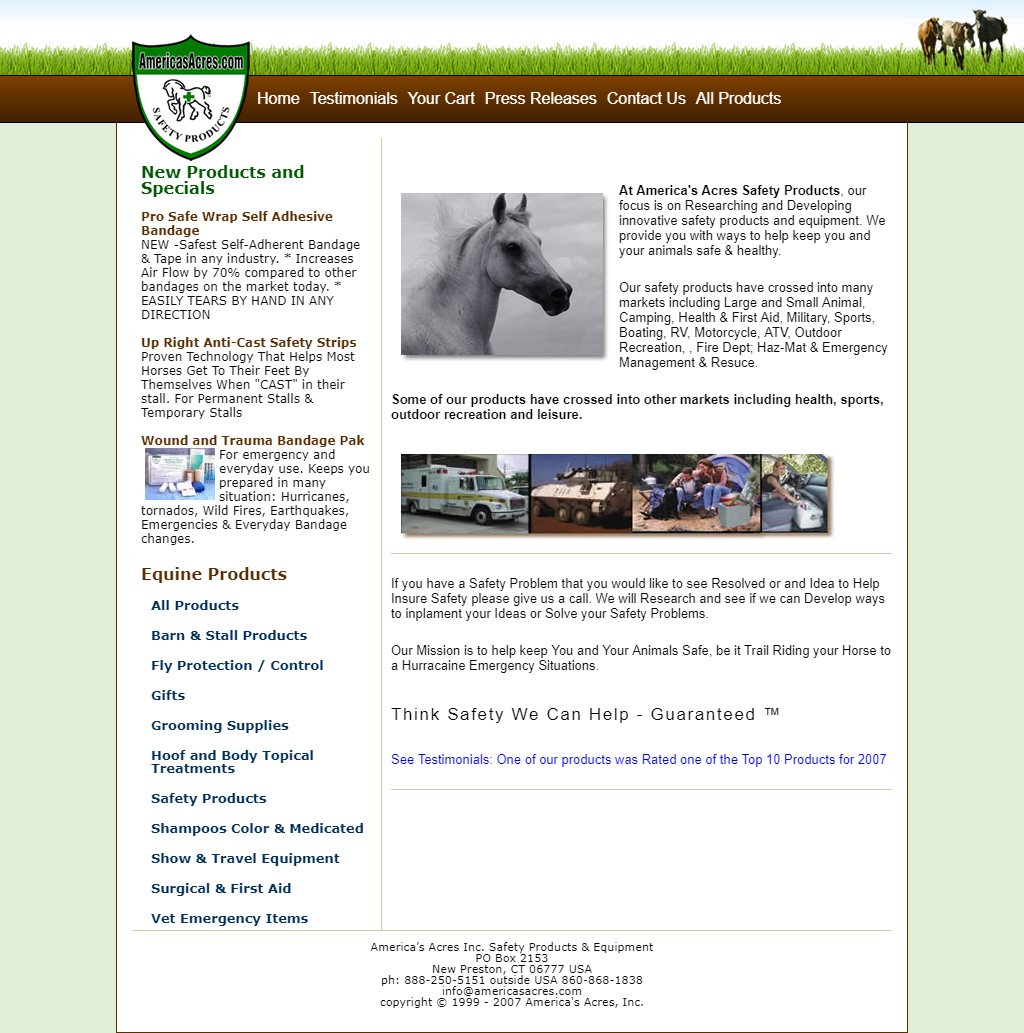 AmericasAcres.com
SAFETY PRODUCTS
Home Testimonials Your Cart Press Releases Contact Us All Products
New Products and
Specials
Pro Safe Wrap Self Adhesive
Bandage
NEW -Safest Self-Adherent Bandage
& Tape in any industry. * Increases
Air Flow by 70% compared to other
bandages on the market today. *
EASILY TEARS BY HAND IN ANY
DIRECTION
Up Right Anti-Cast Safety Strips
Proven Technology That Helps Most
Horses Get To Their Feet By
Themselves When "CAST" in their
stall. For Permanent Stalls &
Temporary Stalls
Wound and Trauma Bandage Pak
For emergency and
everyday use. Keeps you
prepared in many
situation: Hurricanes,
tornados, Wild Fires, Earthquakes,
Emergencies & Everyday Bandage
changes.
Equine Products
All Products
Barn & Stall Products
Fly Protection / Control
Gifts
Grooming Supplies
Hoof and Body Topical
Treatments
Safety Products
Shampoos Color & Medicated
Show & Travel Equipment
Surgical & First Aid
Vet Emergency Items
At America's Acres Safety Products, our
focus is on Researching and Developing
innovative safety products and equipment. We
provide you with ways to help keep you and
your animals safe & healthy.
Our safety products have crossed into many
markets including Large and Small Animal,
Camping, Health & First Aid, Military, Sports,
Boating, RV, Motorcycle, ATV, Outdoor
Recreation, , Fire Dept; Haz-Mat & Emergency
Management & Resuce.
Some of our products have crossed into other markets including health, sports,
outdoor recreation and leisure.
If you have a Safety Problem that you would like to see Resolved or and Idea to Help
Insure Safety please give us a call. We will Research and see if we can Develop ways
to inplament your Ideas or Solve your Safety Problems.
Our Mission is to help keep You and Your Animals Safe, be it Trail Riding your Horse to
a Hurracaine Emergency Situations.
Think Safety We Can Help - Guaranteed ™
See Testimonials: One of our products was Rated one of the Top 10 Products for 2007
America's Acres Inc. Safety Products & Equipment
PO Box 2153
New Preston, CT 06777 USA
ph: 888-250-5151 outside USA 860-868-1838
info@americasacres.com
copyright © 1999 - 2007 America's Acres, Inc.